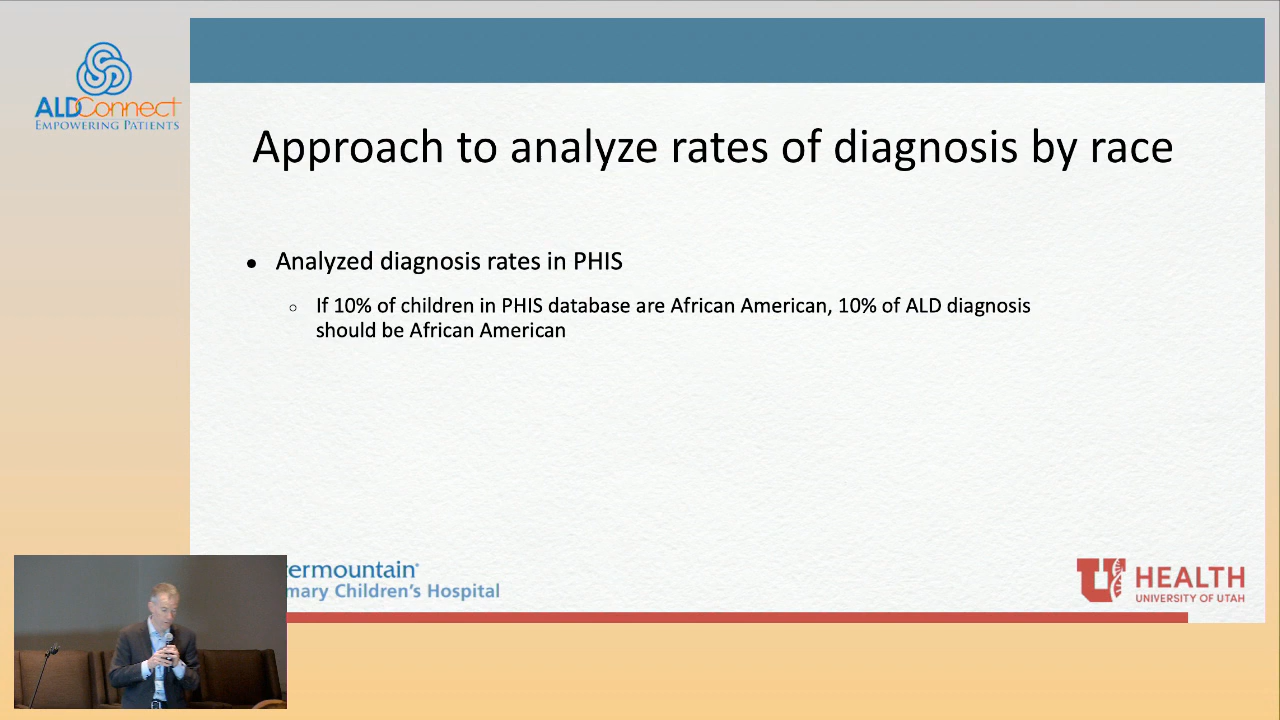 ALDConnect
EMPOWERING PATIENTS
Approach to analyze rates of diagnosis by race
• Analyzed diagnosis rates in PHIS
○ If 10% of children in PHIS database are African American, 10% of ALD diagnosis
should be African American
termountain®
mary Children's Hospital
U HEALTH
UNIVERSITY OF UTAH